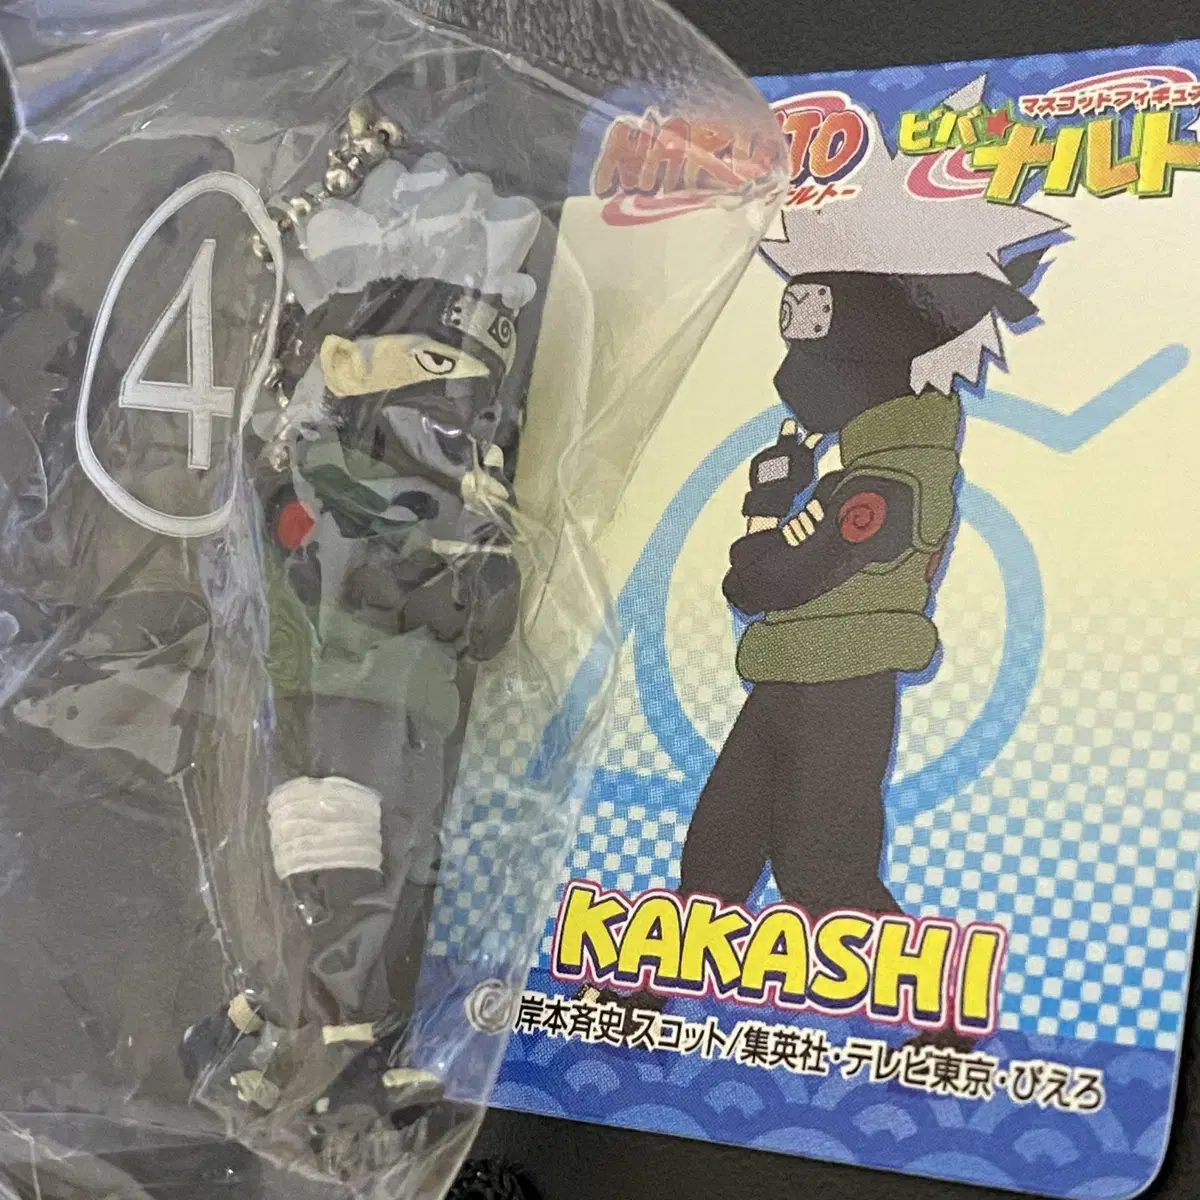 ④
NARUTO
ナルトー
マスコットフィギュア
ビバ★ナルト
KAKASHI
©岸本斉史 スコット/集英社・テレビ東京・ぴえろ